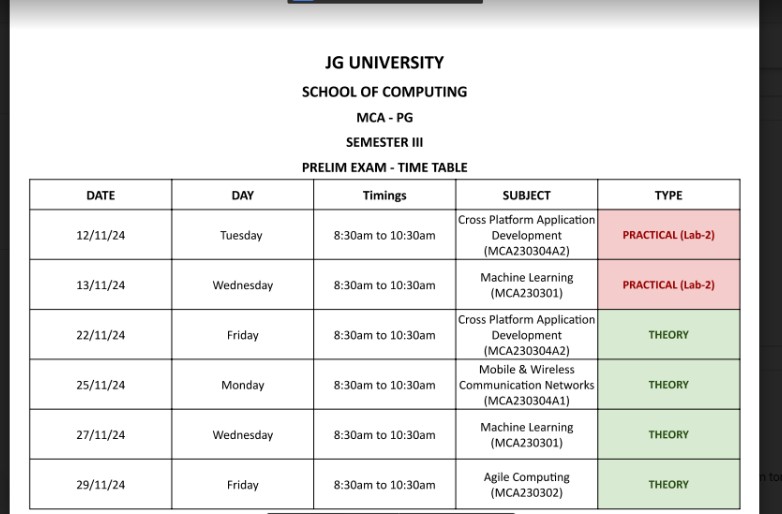 JG UNIVERSITY
SCHOOL OF COMPUTING
MCA - PG
SEMESTER III
PRELIM EXAM - TIME TABLE
DATE DAY Timings SUBJECT TYPE
12/11/24 Tuesday 8:30am to 10:30am Cross Platform Application Development (MCA230304A2) PRACTICAL (Lab-2)
13/11/24 Wednesday 8:30am to 10:30am Machine Learning (MCA230301) PRACTICAL (Lab-2)
22/11/24 Friday 8:30am to 10:30am Cross Platform Application Development (MCA230304A2) THEORY
25/11/24 Monday 8:30am to 10:30am Mobile & Wireless Communication Networks (MCA230304A1) THEORY
27/11/24 Wednesday 8:30am to 10:30am Machine Learning (MCA230301) THEORY
29/11/24 Friday 8:30am to 10:30am Agile Computing (MCA230302) THEORY